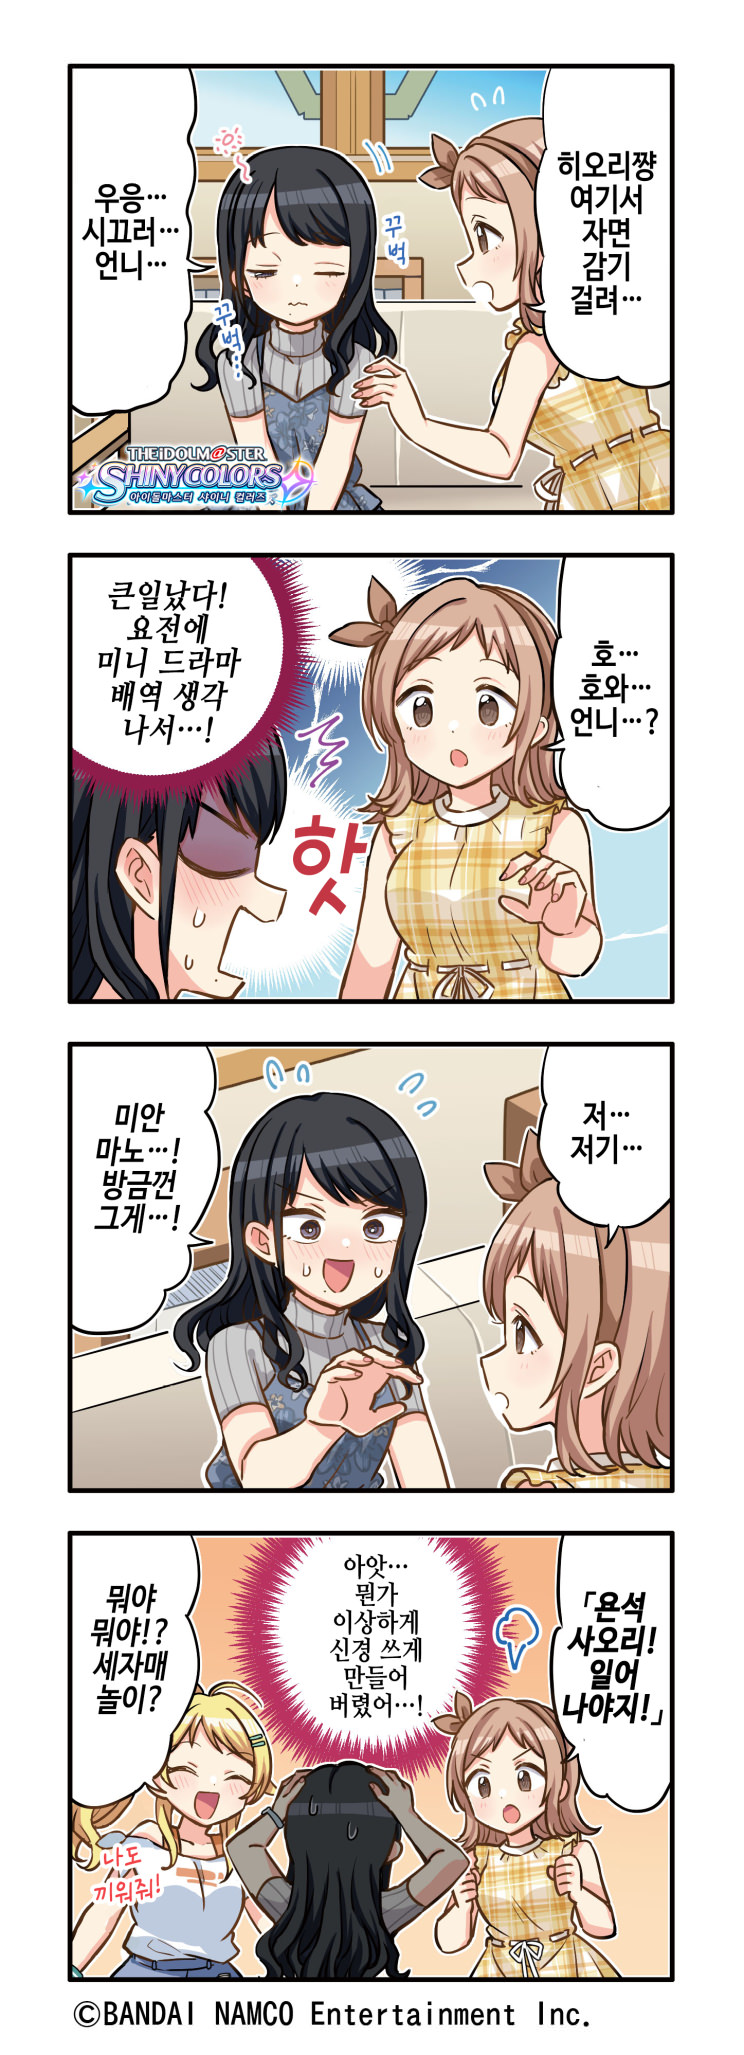 히오리쨩
여기서
자면
감기
걸려…
우응…
시끄러…
언니…
꾸벅
꾸벅…
THE iDOLM@STER
SHINY COLORS
아이돌마스터 샤이니 컬러즈
호…
호와…
언니…?
큰일났다!
요전에
미니 드라마
배역 생각
나서…!
핫
저…
저기…
미안
마노…!
방금껀
그게…!
「욘석
사오리!
일어
나야지!」
아앗…
뭔가
이상하게
신경 쓰게
만들어
버렸어…!
뭐야
뭐야!?
세자매
놀이?
나도
끼워줘!
©BANDAI NAMCO Entertainment Inc.